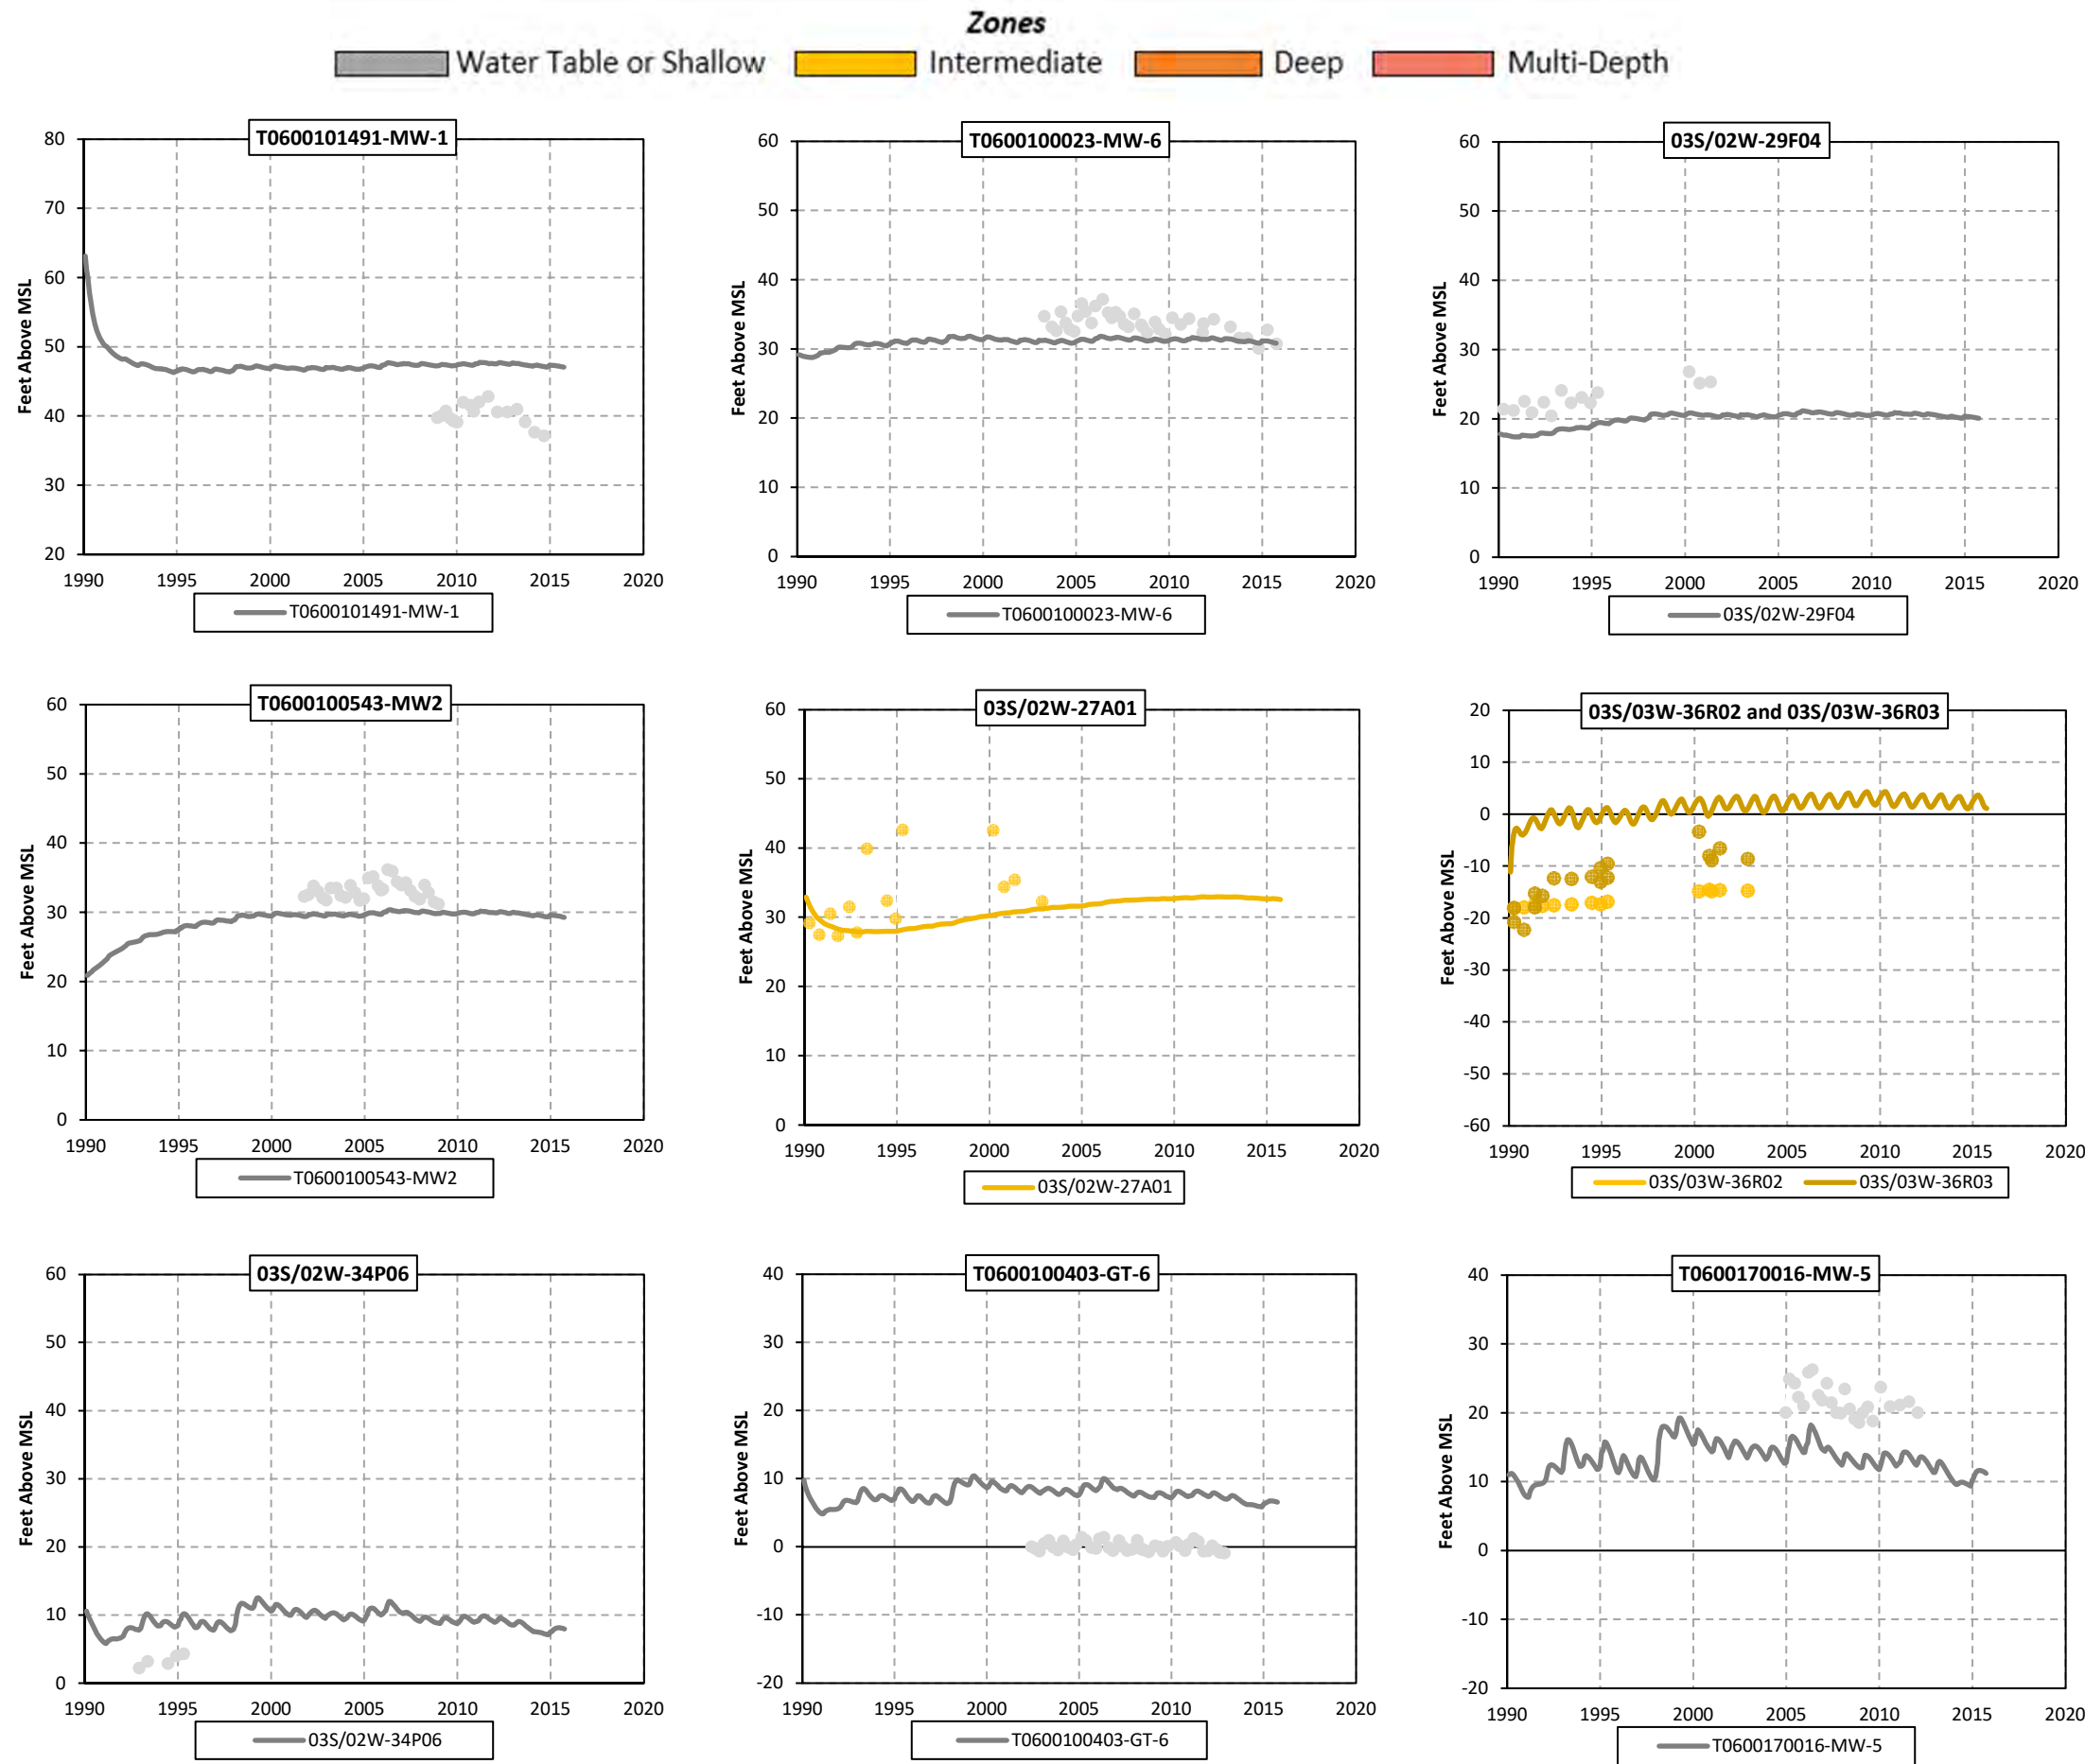 Zones
Water Table or Shallow Intermediate Deep Multi-Depth
T0600101491-MW-1
Feet Above MSL
80
70
60
50
40
30
20
1990 1995 2000 2005 2010 2015 2020
T0600101491-MW-1
T0600100023-MW-6
Feet Above MSL
60
50
40
30
20
10
0
1990 1995 2000 2005 2010 2015 2020
T0600100023-MW-6
03S/02W-29F04
Feet Above MSL
60
50
40
30
20
10
0
1990 1995 2000 2005 2010 2015 2020
03S/02W-29F04
T0600100543-MW2
Feet Above MSL
60
50
40
30
20
10
0
1990 1995 2000 2005 2010 2015 2020
T0600100543-MW2
03S/02W-27A01
Feet Above MSL
60
50
40
30
20
10
0
1990 1995 2000 2005 2010 2015 2020
03S/02W-27A01
03S/03W-36R02 and 03S/03W-36R03
Feet Above MSL
20
10
0
-10
-20
-30
-40
-50
-60
1990 1995 2000 2005 2010 2015 2020
03S/03W-36R02 03S/03W-36R03
03S/02W-34P06
Feet Above MSL
60
50
40
30
20
10
0
1990 1995 2000 2005 2010 2015 2020
03S/02W-34P06
T0600100403-GT-6
Feet Above MSL
40
30
20
10
0
-10
-20
1990 1995 2000 2005 2010 2015 2020
T0600100403-GT-6
T0600170016-MW-5
Feet Above MSL
40
30
20
10
0
-10
-20
1990 1995 2000 2005 2010 2015 2020
T0600170016-MW-5